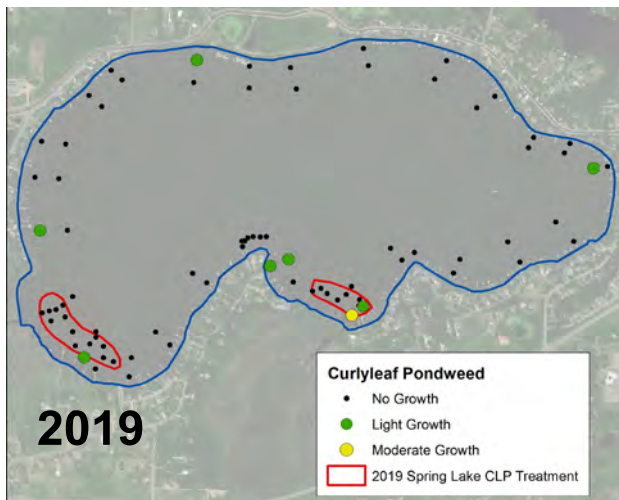 2019
Curlyleaf Pondweed
No Growth
Light Growth
Moderate Growth
2019 Spring Lake CLP Treatment